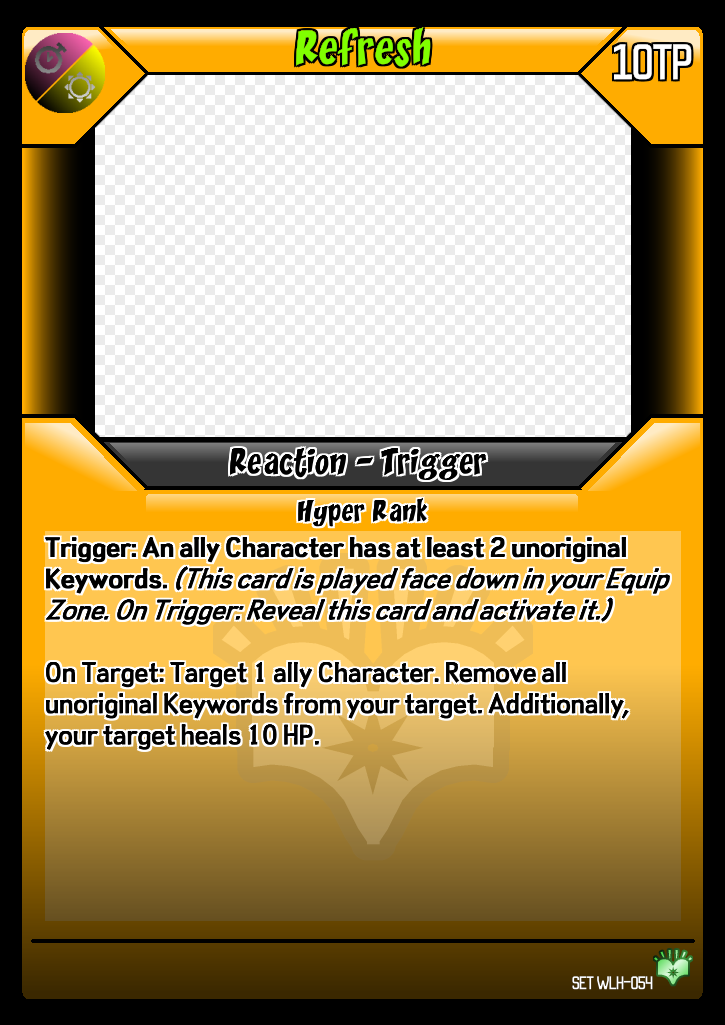 Refresh
10TP
Reaction - Trigger
Hyper Rank
Trigger: An ally Character has at least 2 unoriginal
Keywords. (This card is played face down in your Equip
Zone. On Trigger: Reveal this card and activate it.)
On Target: Target 1 ally Character. Remove all
unoriginal Keywords from your target. Additionally,
your target heals 10 HP.
SET WLH-054